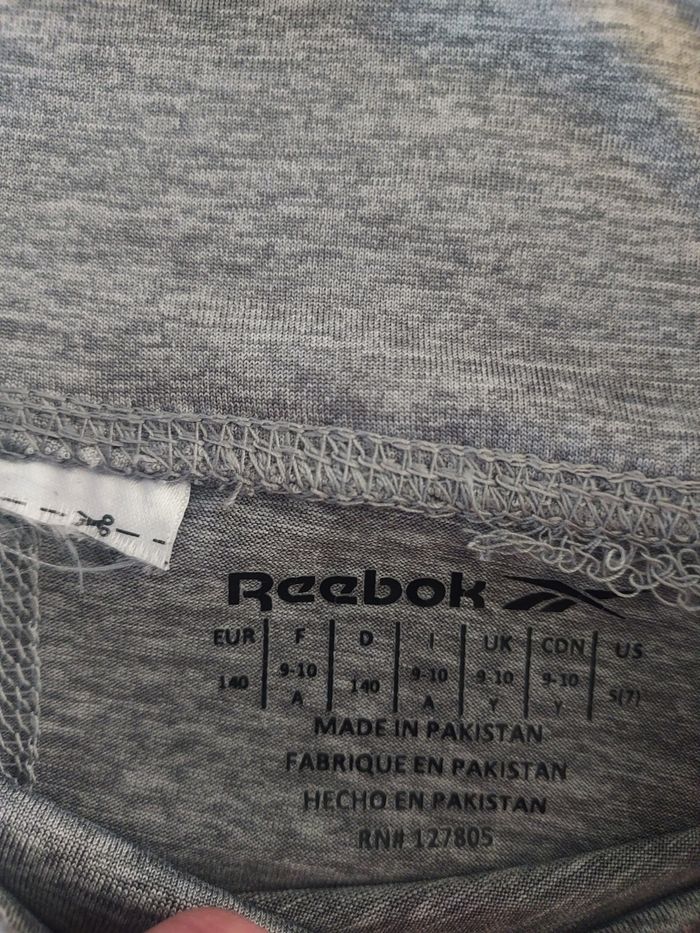 Reebok
EUR F D I UK CDN US
140 9-10 140 9-10 9-10 9-10 S(7)
A A Y Y
MADE IN PAKISTAN
FABRIQUE EN PAKISTAN
HECHO EN PAKISTAN
RN# 127805